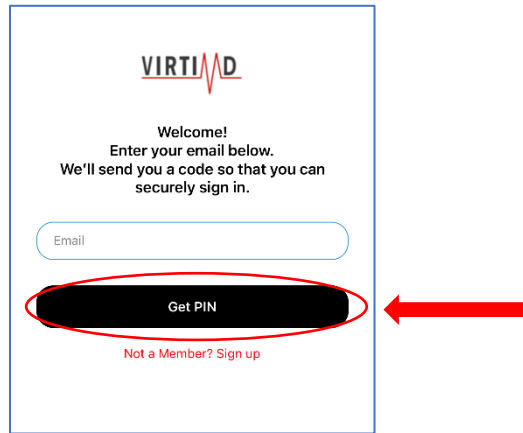 VIRTIMD
Welcome!
Enter your email below.
We'll send you a code so that you can
securely sign in.
Email
Get PIN
Not a Member? Sign up